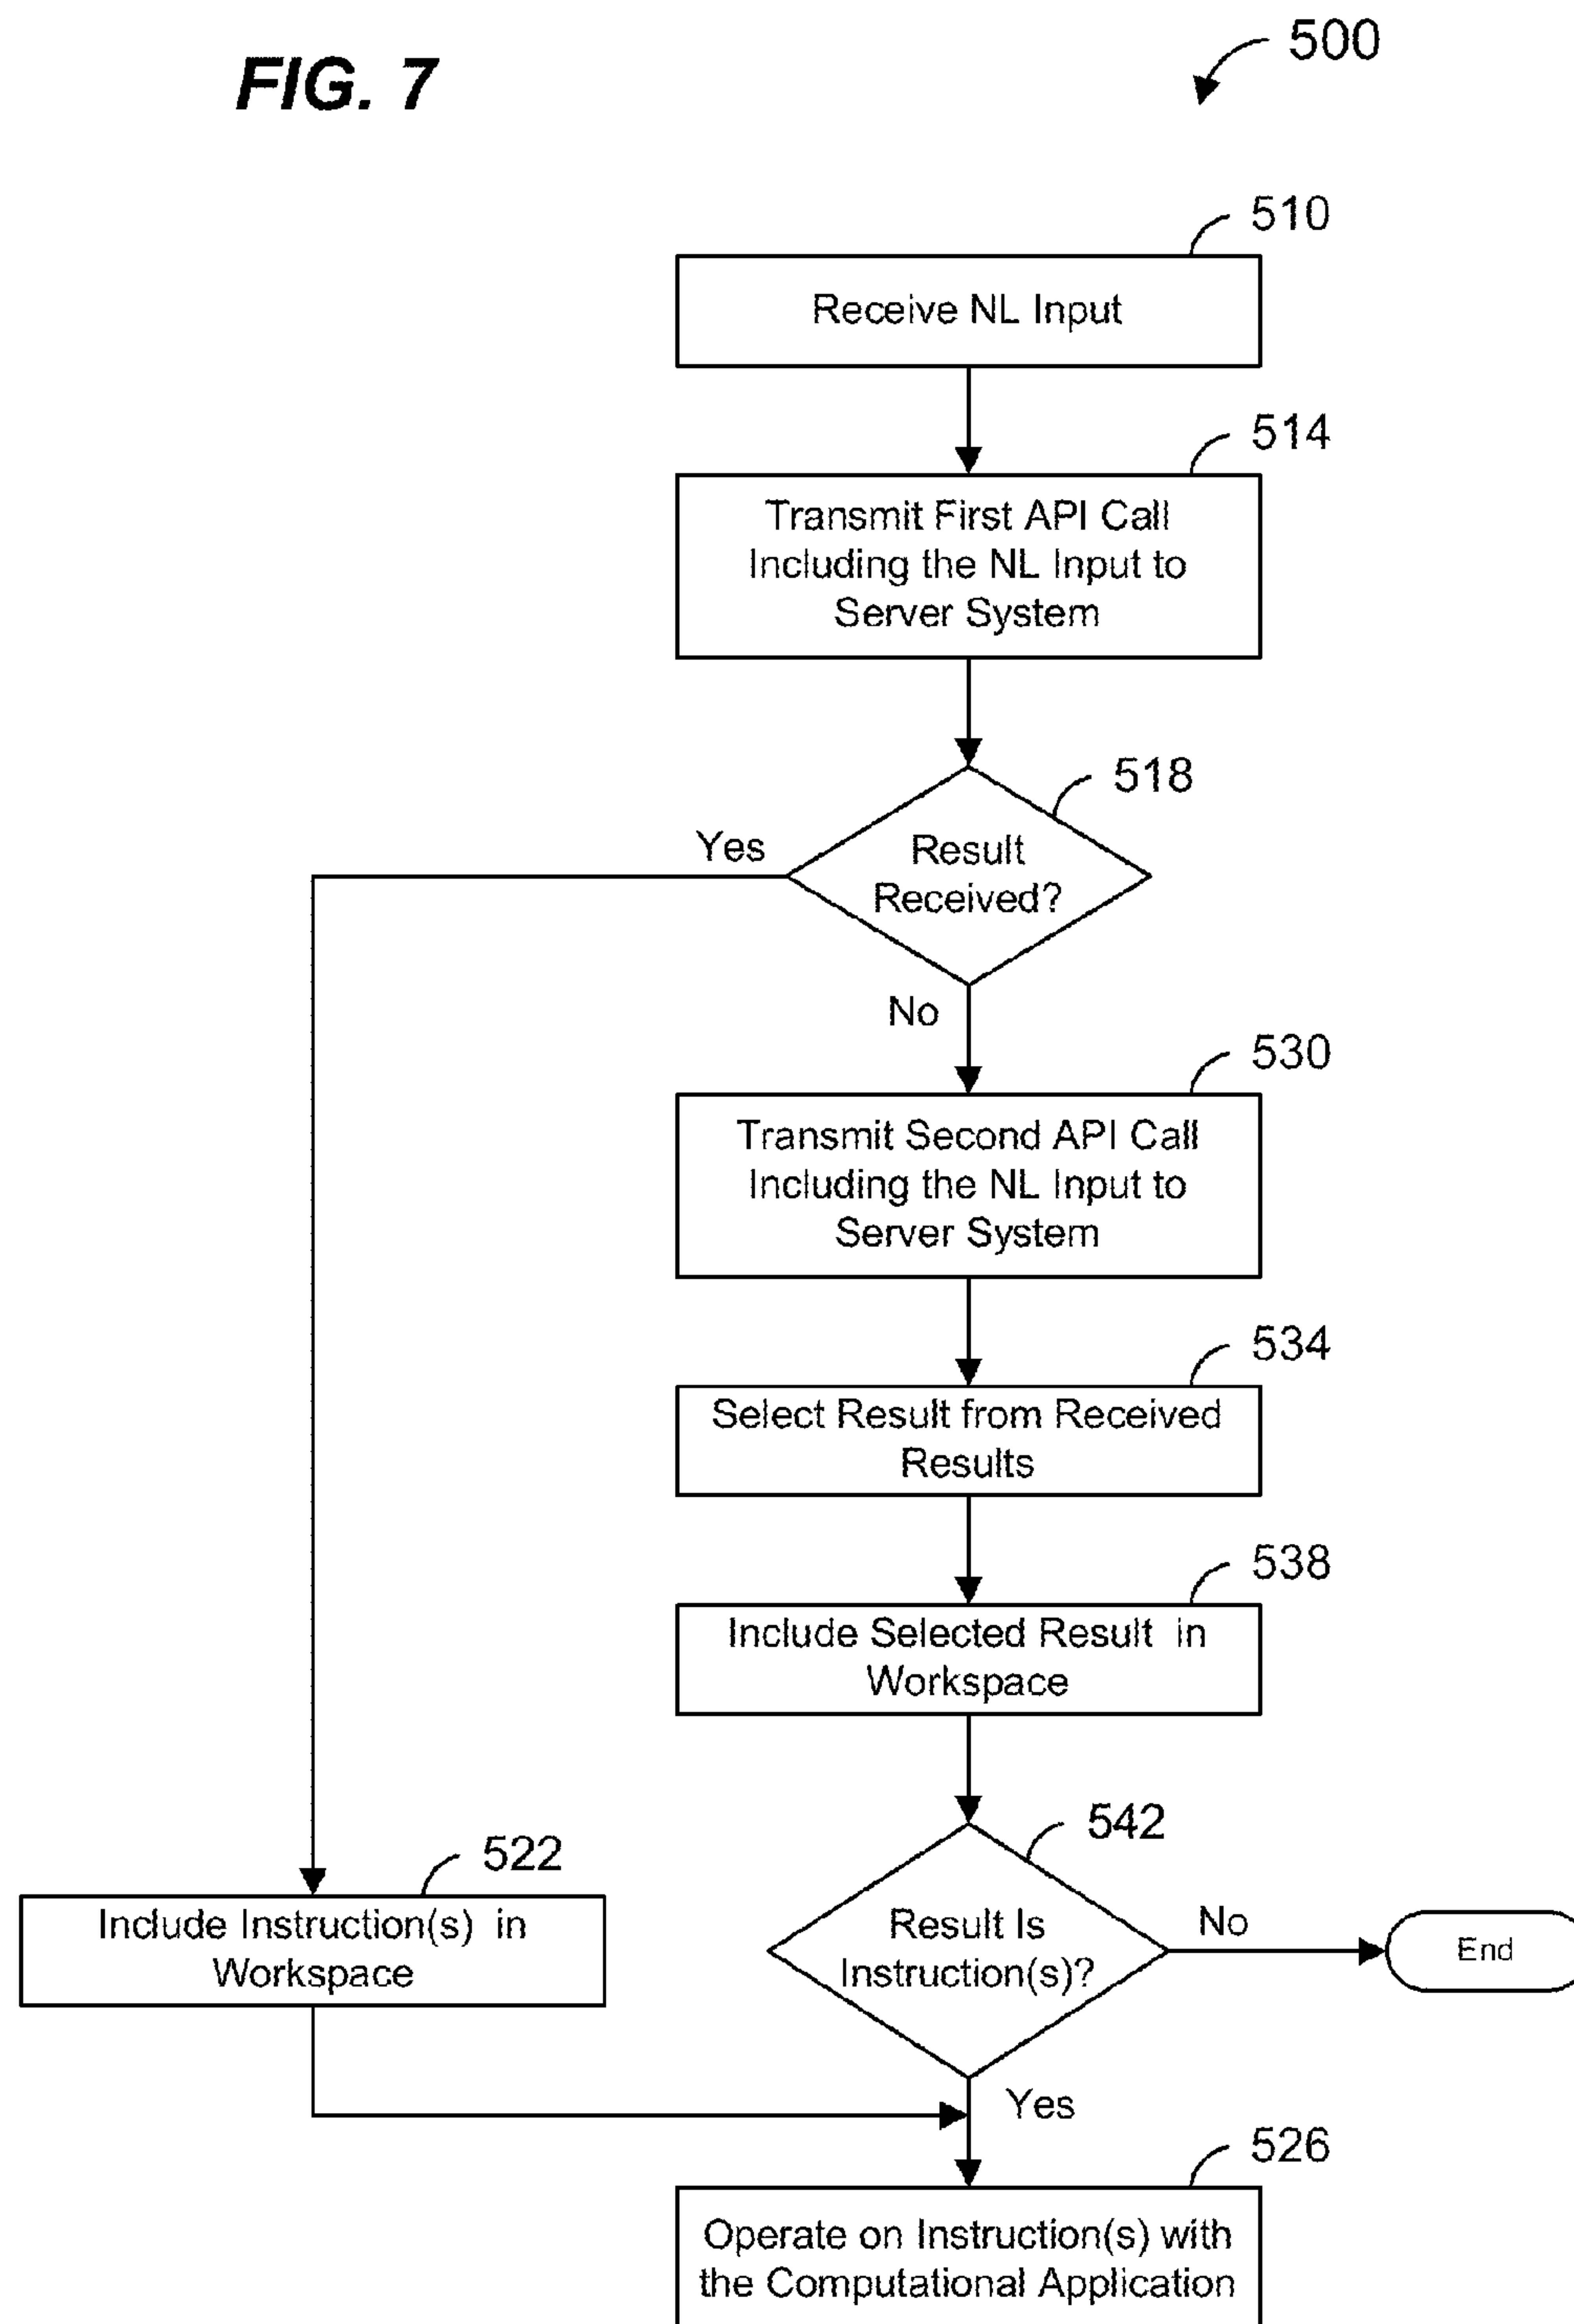 FIG. 7
500
510
Receive NL Input
514
Transmit First API Call
Including the NL Input to
Server System
518
Yes
Result
Received?
No
530
Transmit Second API Call
Including the NL Input to
Server System
534
Select Result from Received
Results
538
Include Selected Result in
Workspace
542
522
Include Instruction(s) in
Workspace
Result Is
Instruction(s)?
No
End
Yes
526
Operate on Instruction(s) with
the Computational Application